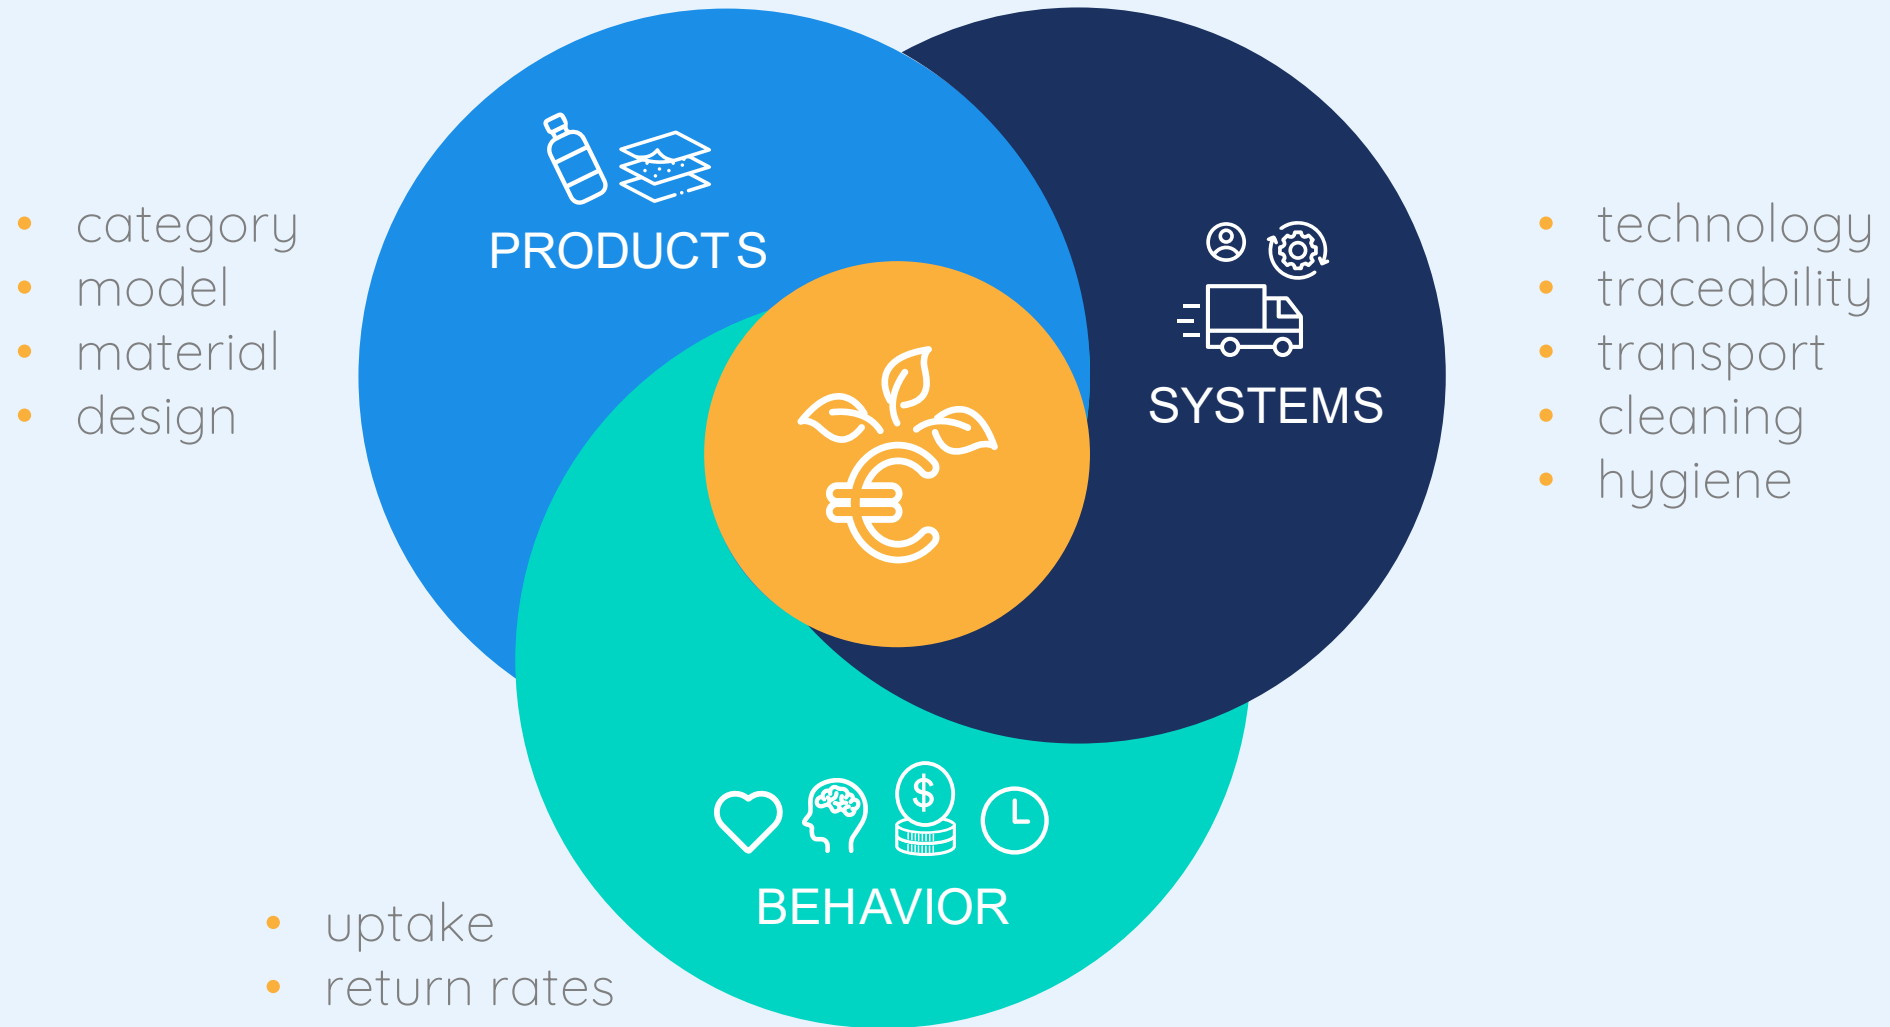 PRODUCTS
• category
• model
• material
• design
SYSTEMS
• technology
• traceability
• transport
• cleaning
• hygiene
€
$
BEHAVIOR
• uptake
• return rates